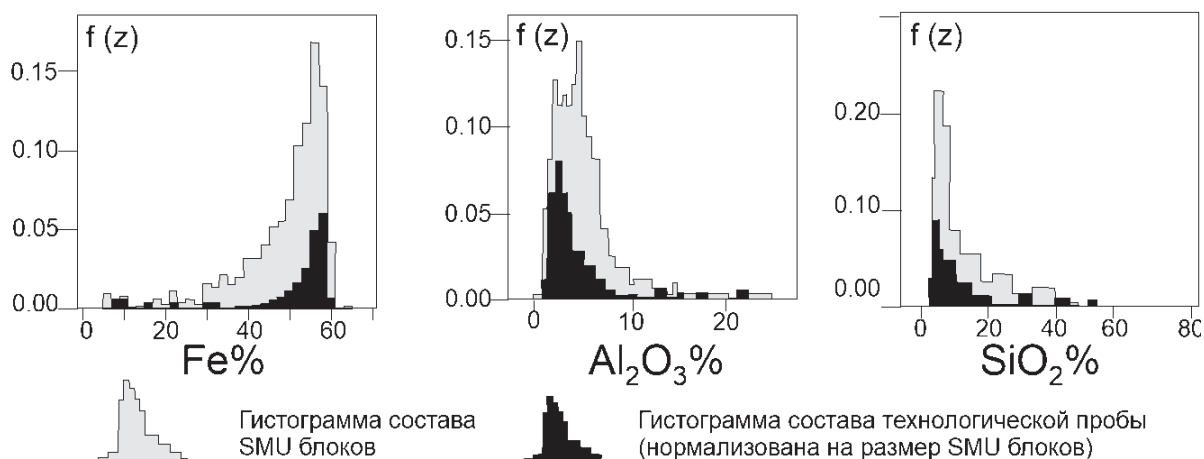 f (z)
0.15
0.10
0.05
0.00
0 20 40 60
Fe%
f (z)
0.15
0.10
0.05
0.00
0 10 20
Al₂O₃%
f (z)
0.20
0.10
0.00
0 20 40 60 80
SiO₂%
Гистограмма состава
SMU блоков
Гистограмма состава технологической пробы
(нормализована на размер SMU блоков)